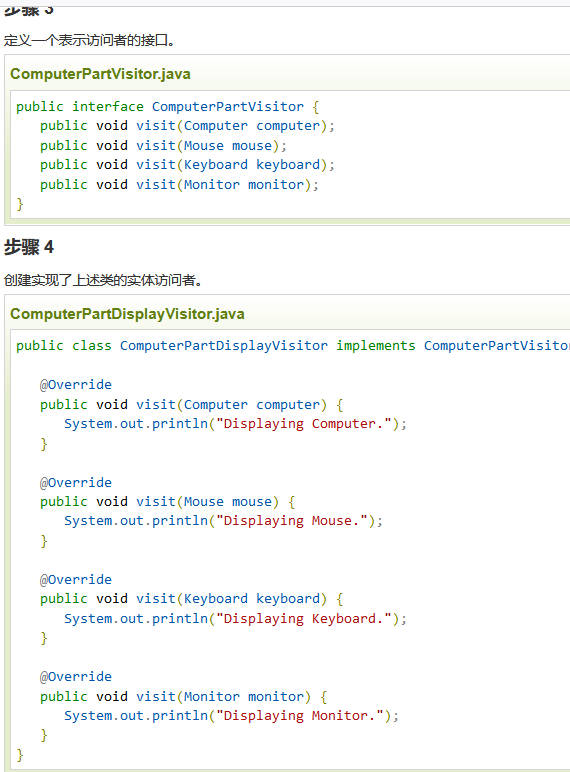 步骤 3
定义一个表示访问者的接口。
ComputerPartVisitor.java
public interface ComputerPartVisitor {
public void visit(Computer computer);
public void visit(Mouse mouse);
public void visit(Keyboard keyboard);
public void visit(Monitor monitor);
}
步骤 4
创建实现了上述类的实体访问者。
ComputerPartDisplayVisitor.java
public class ComputerPartDisplayVisitor implements ComputerPartVisitor
@Override
public void visit(Computer computer) {
System.out.println("Displaying Computer.");
}
@Override
public void visit(Mouse mouse) {
System.out.println("Displaying Mouse.");
}
@Override
public void visit(Keyboard keyboard) {
System.out.println("Displaying Keyboard.");
}
@Override
public void visit(Monitor monitor) {
System.out.println("Displaying Monitor.");
}
}